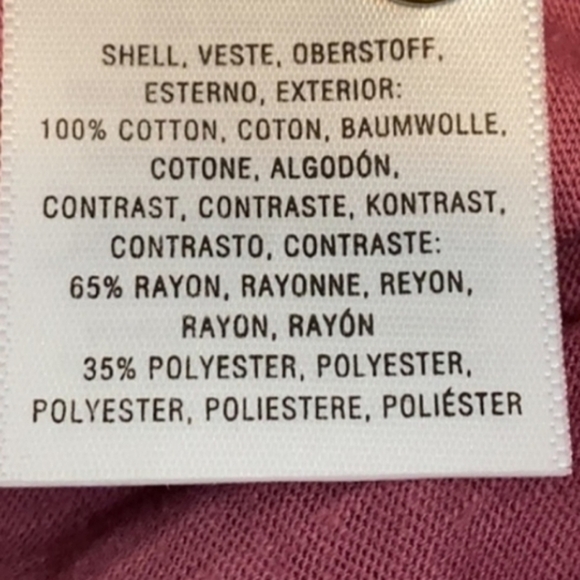 SHELL, VESTE, OBERSTOFF,
ESTERNO, EXTERIOR:
100% COTTON, COTON, BAUMWOLLE,
COTONE, ALGODÓN,
CONTRAST, CONTRASTE, KONTRAST,
CONTRASTO, CONTRASTE:
65% RAYON, RAYONNE, REYON,
RAYON, RAYÓN
35% POLYESTER, POLYESTER,
POLYESTER, POLIESTERE, POLIÉSTER